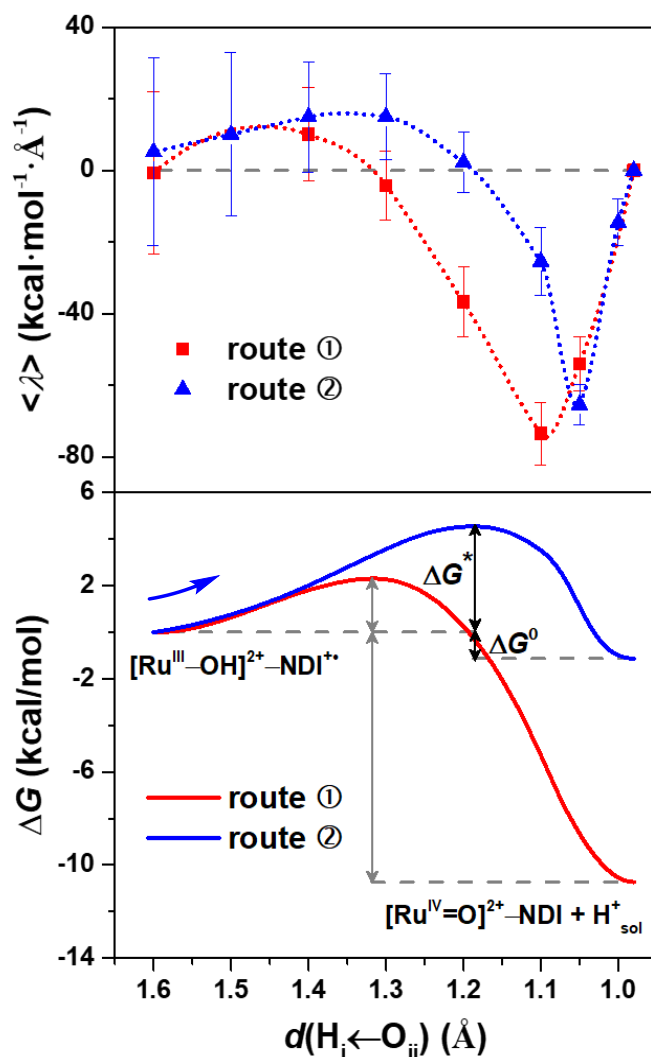 40
0
-40
-80
<λ> (kcal·mol⁻¹·Å⁻¹)
route ①
route ②
6
2
-2
-6
-10
-14
ΔG (kcal/mol)
ΔG*
ΔG⁰
[Ruᴵᴵᴵ–OH]²⁺–NDI⁺•
route ①
route ②
[Ruᴵⱽ=O]²⁺–NDI + H⁺sol
1.6 1.5 1.4 1.3 1.2 1.1 1.0
d(Hᵢ←Oᵢᵢ) (Å)